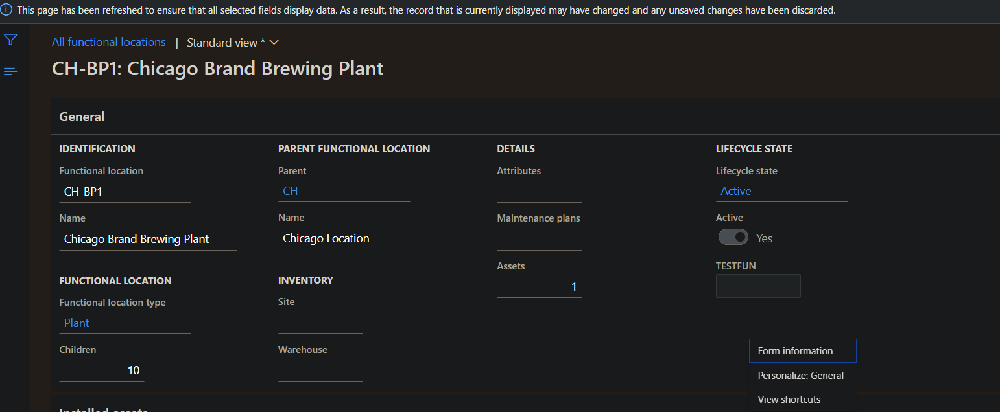 This page has been refreshed to ensure that all selected fields display data. As a result, the record that is currently displayed may have changed and any unsaved changes have been discarded.
All functional locations | Standard view *
CH-BP1: Chicago Brand Brewing Plant
General
IDENTIFICATION
Functional location
CH-BP1
Name
Chicago Brand Brewing Plant
FUNCTIONAL LOCATION
Functional location type
Plant
Children
10
PARENT FUNCTIONAL LOCATION
Parent
CH
Name
Chicago Location
INVENTORY
Site
Warehouse
DETAILS
Attributes
Maintenance plans
Assets
1
LIFECYCLE STATE
Lifecycle state
Active
Active
Yes
TESTFUN
Form information
Personalize: General
View shortcuts
Installed assets